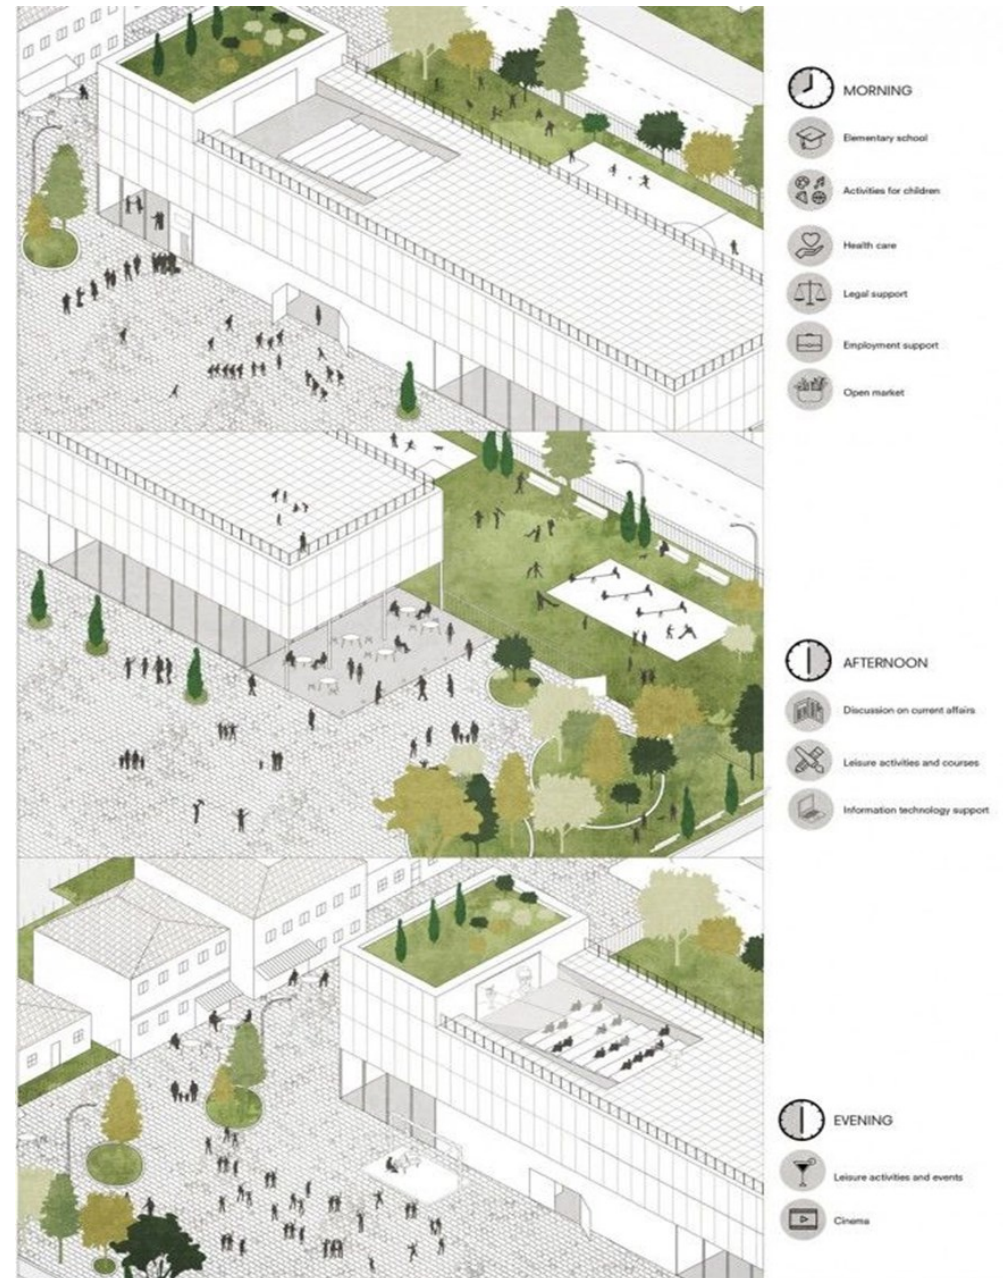 MORNING
Elementary school
Activities for children
Health care
Legal support
Employment support
Open market
AFTERNOON
Discussion on current affairs
Leisure activities and courses
Information technology support
EVENING
Leisure activities and events
Cinema